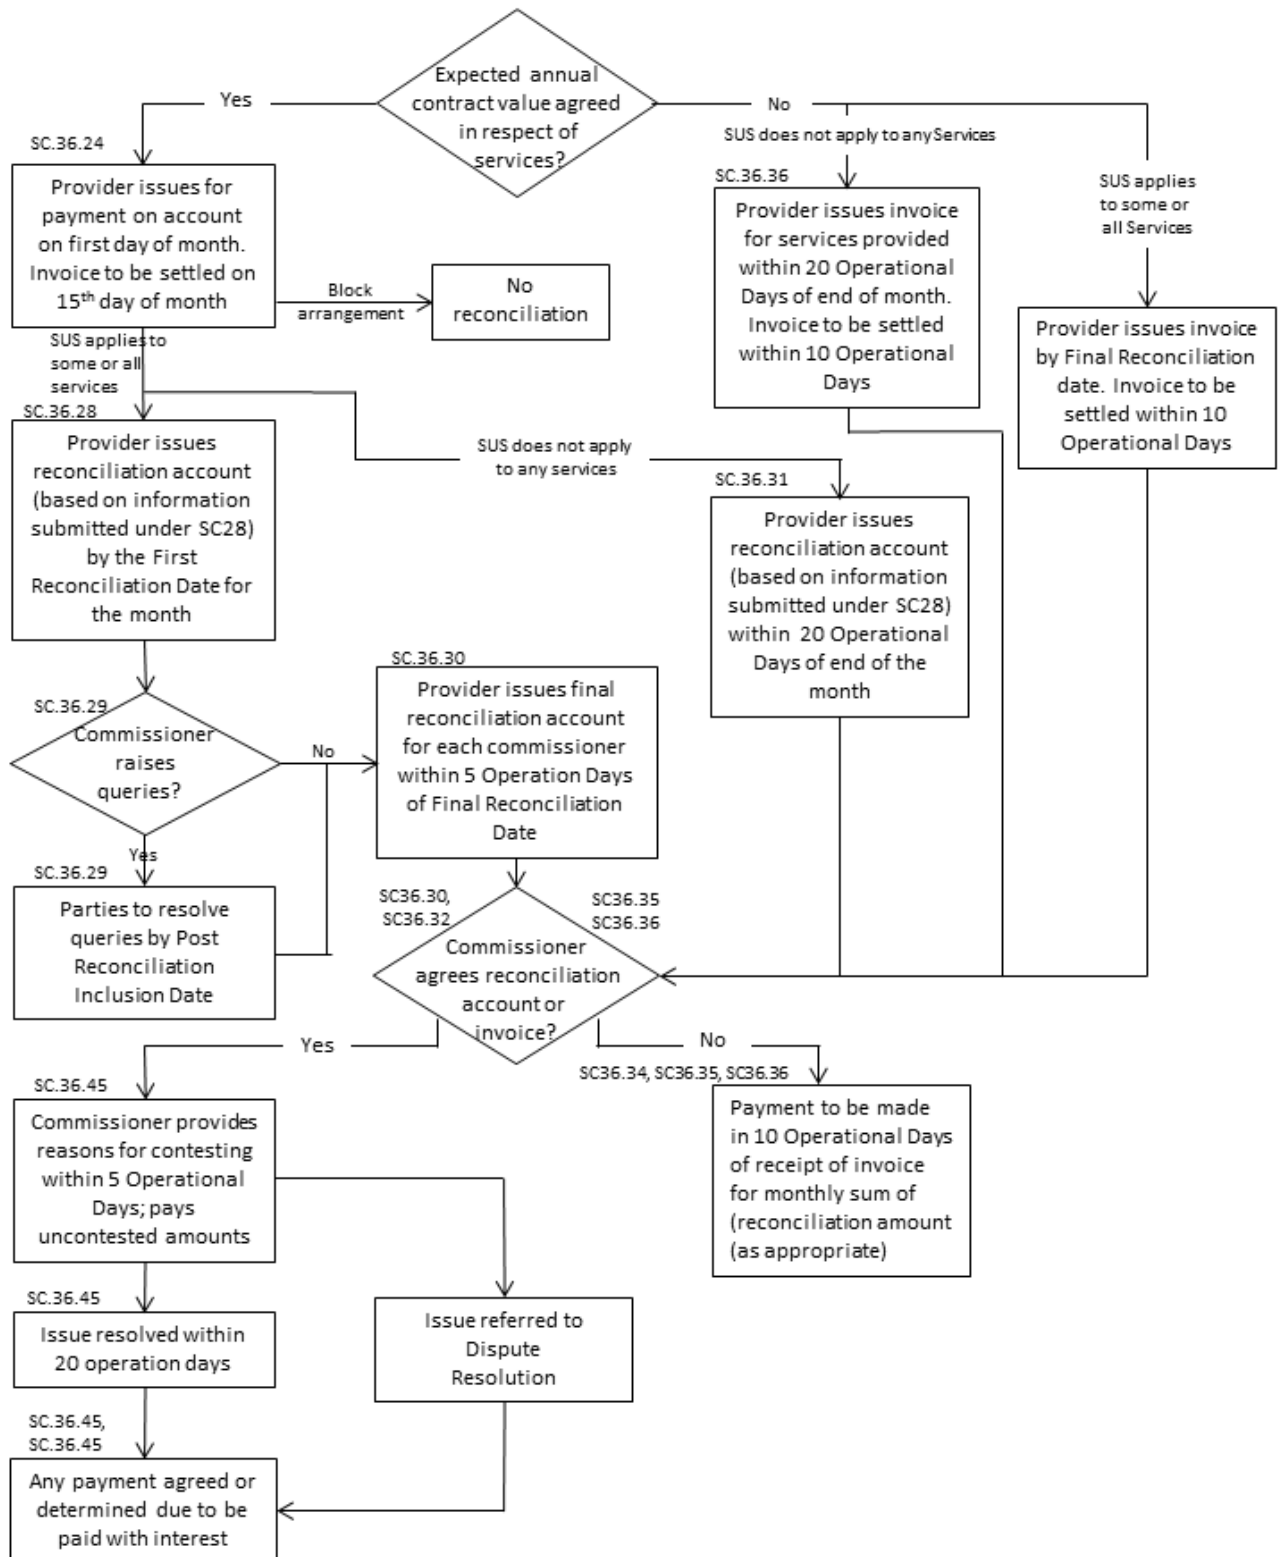 Expected annual
contract value agreed
in respect of
services?
Yes
No
SUS does not apply to any Services
SUS applies
to some or
all Services
SC.36.24
Provider issues for
payment on account
on first day of month.
Invoice to be settled on
15th day of month
Block
arrangement
No
reconciliation
SC.36.36
Provider issues invoice
for services provided
within 20 Operational
Days of end of month.
Invoice to be settled
within 10 Operational
Days
Provider issues invoice
by Final Reconciliation
date. Invoice to be
settled within 10
Operational Days
SUS applies to
some or all
services
SC.36.28
Provider issues
reconciliation account
(based on information
submitted under SC28)
by the First
Reconciliation Date for
the month
SUS does not apply
to any services
SC.36.31
Provider issues
reconciliation account
(based on information
submitted under SC28)
within 20 Operational
Days of end of the
month
SC.36.29
Commissioner
raises
queries?
No
Yes
SC.36.30
Provider issues final
reconciliation account
for each commissioner
within 5 Operation Days
of Final Reconciliation
Date
SC.36.29
Parties to resolve
queries by Post
Reconciliation
Inclusion Date
SC36.30,
SC36.32
SC36.35
SC36.36
Commissioner
agrees reconciliation
account or
invoice?
Yes
No
SC.36.45
Commissioner provides
reasons for contesting
within 5 Operational
Days; pays
uncontested amounts
SC36.34, SC36.35, SC36.36
Payment to be made
in 10 Operational Days
of receipt of invoice
for monthly sum of
(reconciliation amount
(as appropriate)
SC.36.45
Issue resolved within
20 operation days
Issue referred to
Dispute
Resolution
SC.36.45,
SC.36.45
Any payment agreed or
determined due to be
paid with interest